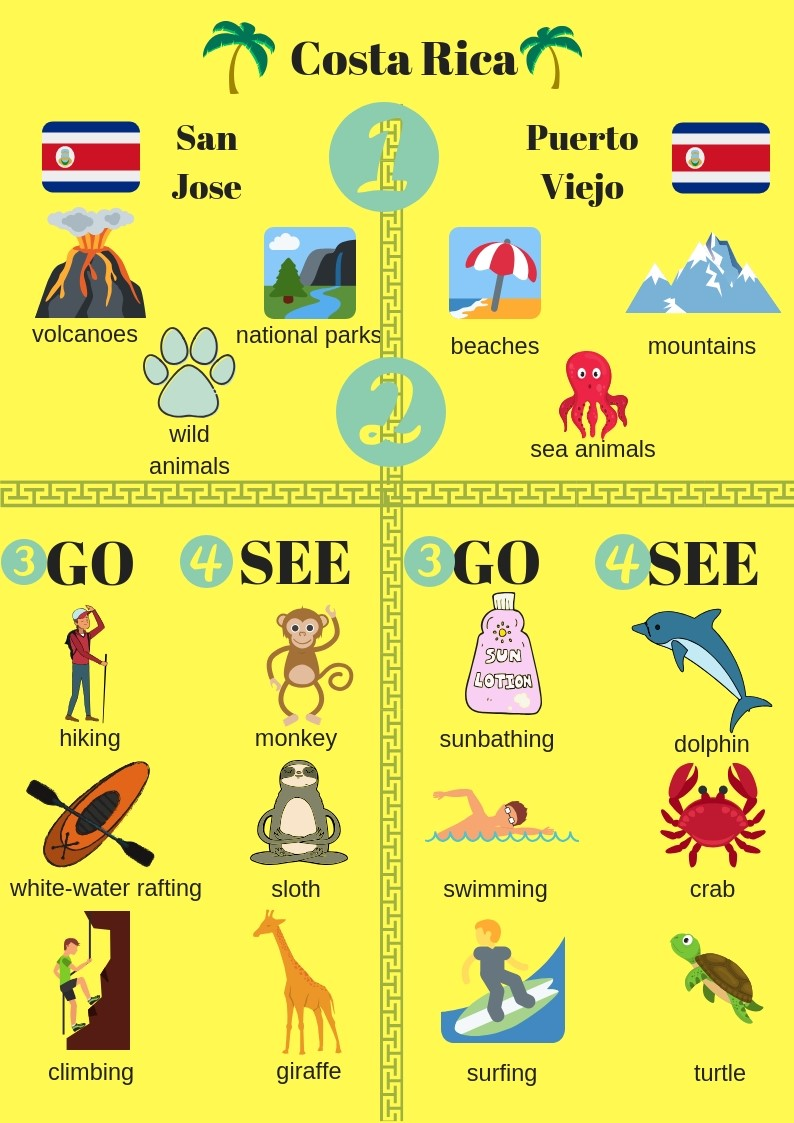 Costa Rica
San
Jose
1
Puerto
Viejo
volcanoes
national parks
beaches
mountains
wild
animals
2
sea animals
3 GO
4 SEE
3 GO
4 SEE
SUN
LOTION
hiking
monkey
sunbathing
dolphin
white-water rafting
sloth
swimming
crab
climbing
giraffe
surfing
turtle